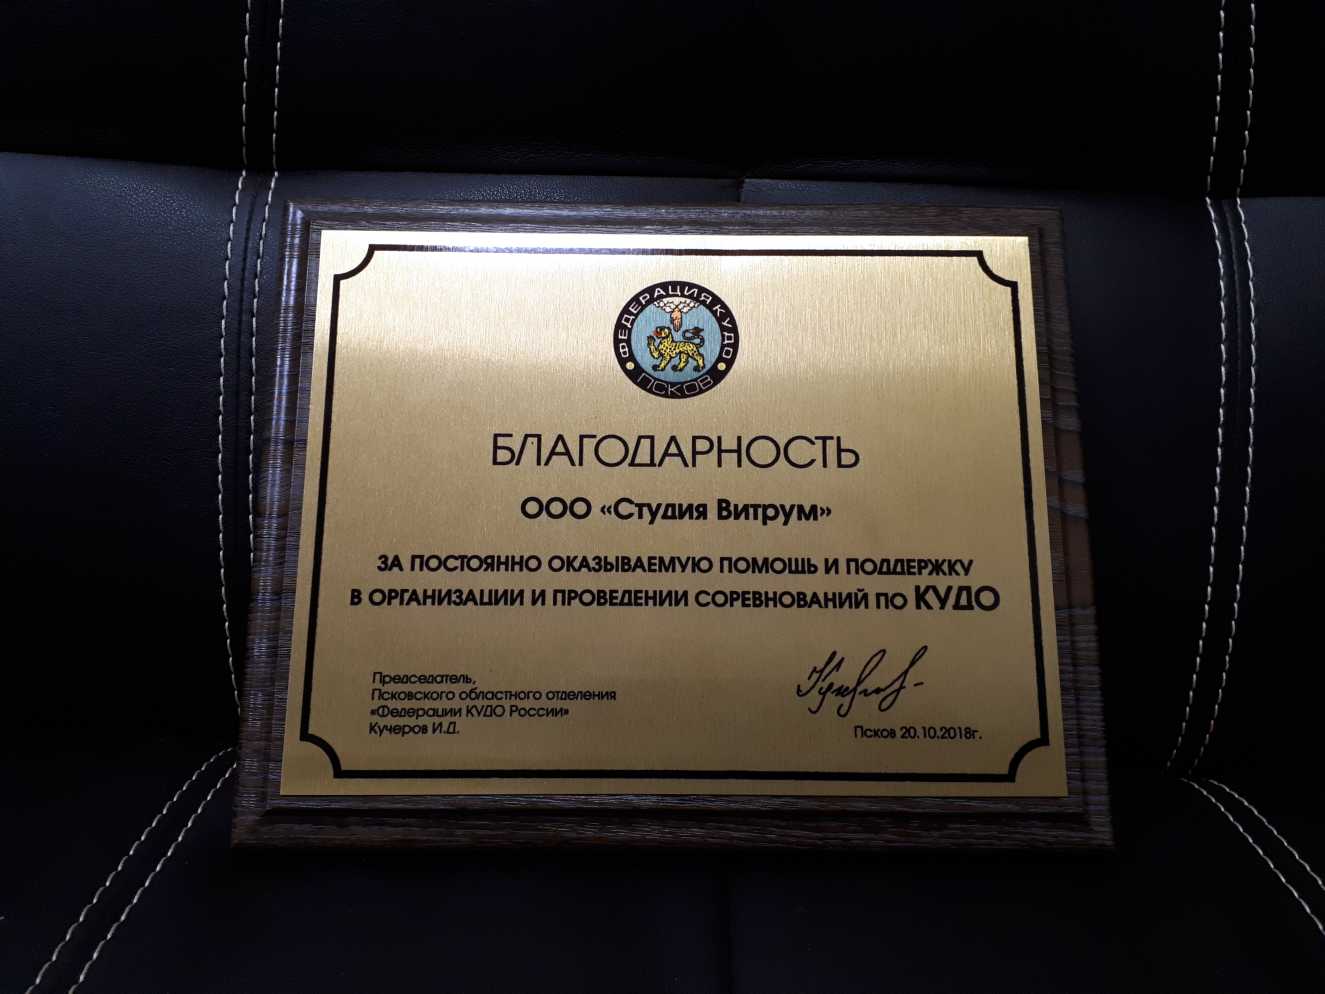 ФЕДЕРАЦИЯ КУДО
ПСКОВ
БЛАГОДАРНОСТЬ
ООО «Студия Витрум»
ЗА ПОСТОЯННО ОКАЗЫВАЕМУЮ ПОМОЩЬ И ПОДДЕРЖКУ
В ОРГАНИЗАЦИИ И ПРОВЕДЕНИИ СОРЕВНОВАНИЙ ПО КУДО
Председатель,
Псковского областного отделения
«Федерации КУДО России»
Кучеров И.Д.
Псков 20.10.2018г.